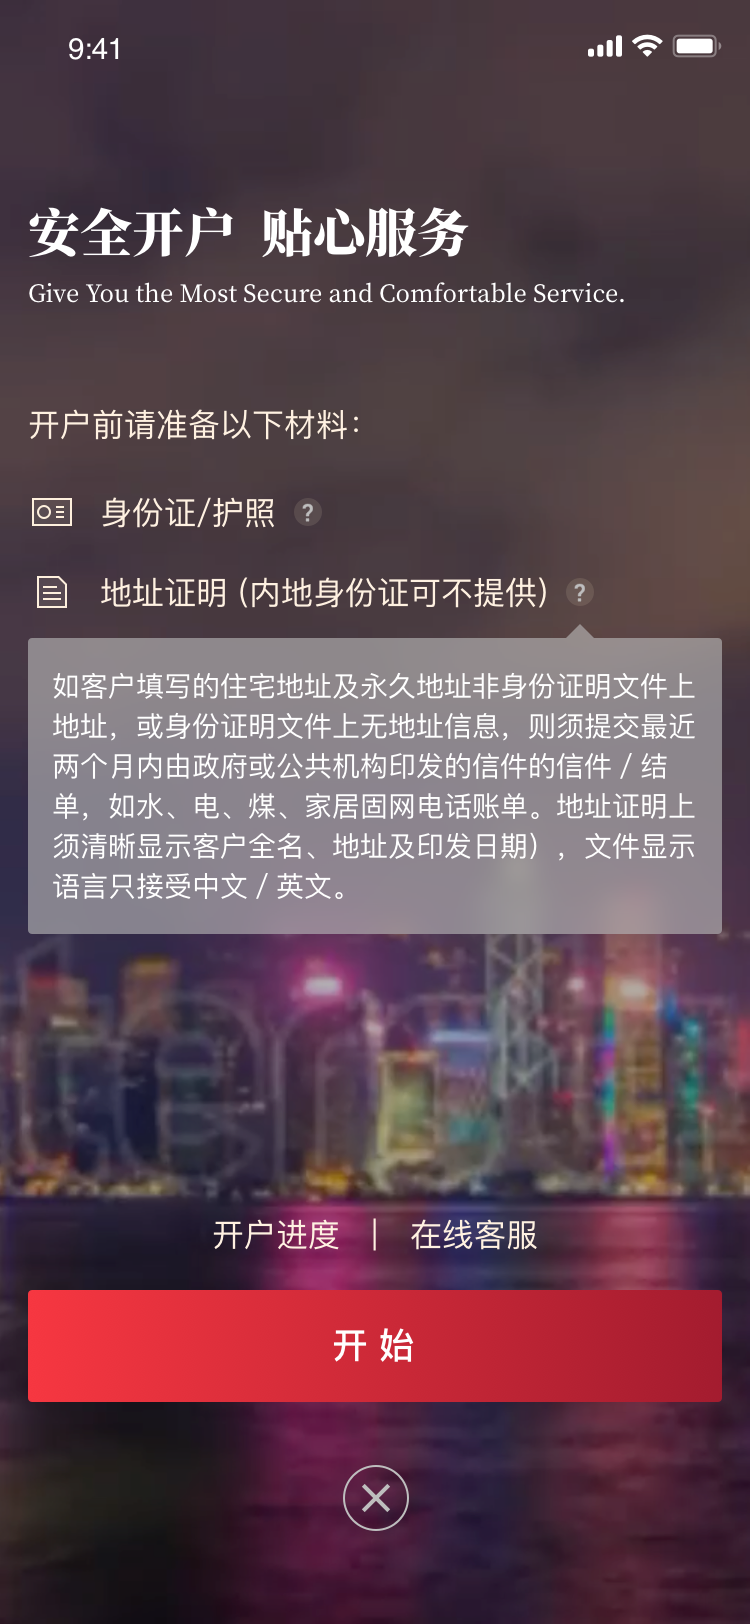 9:41
安全开户 贴心服务
Give You the Most Secure and Comfortable Service.
开户前请准备以下材料：
身份证/护照 ?
地址证明 (内地身份证可不提供) ?
如客户填写的住宅地址及永久地址非身份证明文件上
地址，或身份证明文件上无地址信息，则须提交最近
两个月内由政府或公共机构印发的信件的信件 / 结
单，如水、电、煤、家居固网电话账单。地址证明上
须清晰显示客户全名、地址及印发日期），文件显示
语言只接受中文 / 英文。
开户进度 | 在线客服
开 始